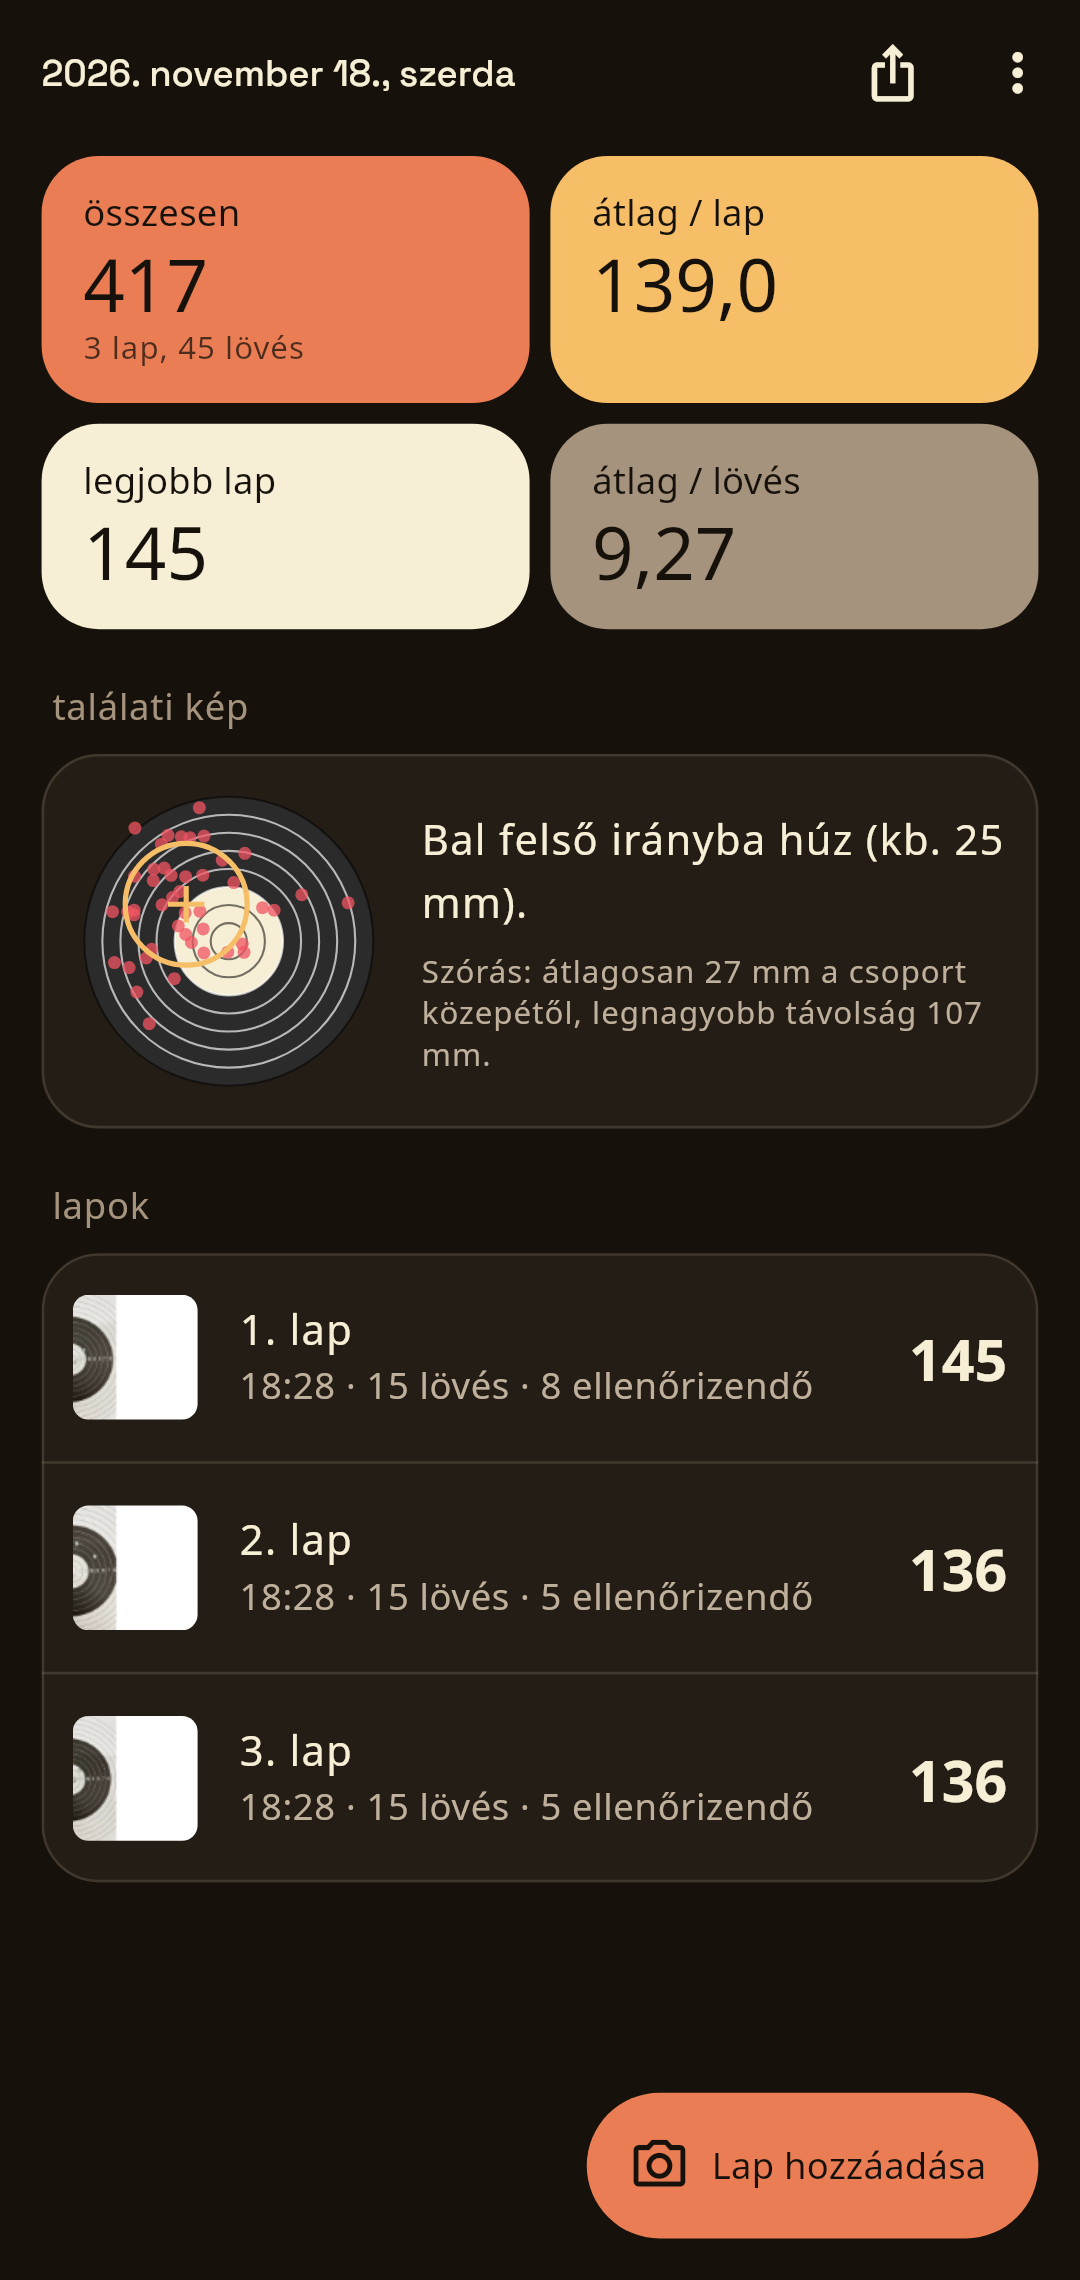 2026. november 18., szerda
összesen
417
3 lap, 45 lövés
átlag / lap
139,0
legjobb lap
145
átlag / lövés
9,27
találati kép
Bal felső irányba húz (kb. 25
mm).
Szórás: átlagosan 27 mm a csoport
közepétől, legnagyobb távolság 107
mm.
lapok
1. lap
18:28 · 15 lövés · 8 ellenőrizendő
145
2. lap
18:28 · 15 lövés · 5 ellenőrizendő
136
3. lap
18:28 · 15 lövés · 5 ellenőrizendő
136
Lap hozzáadása